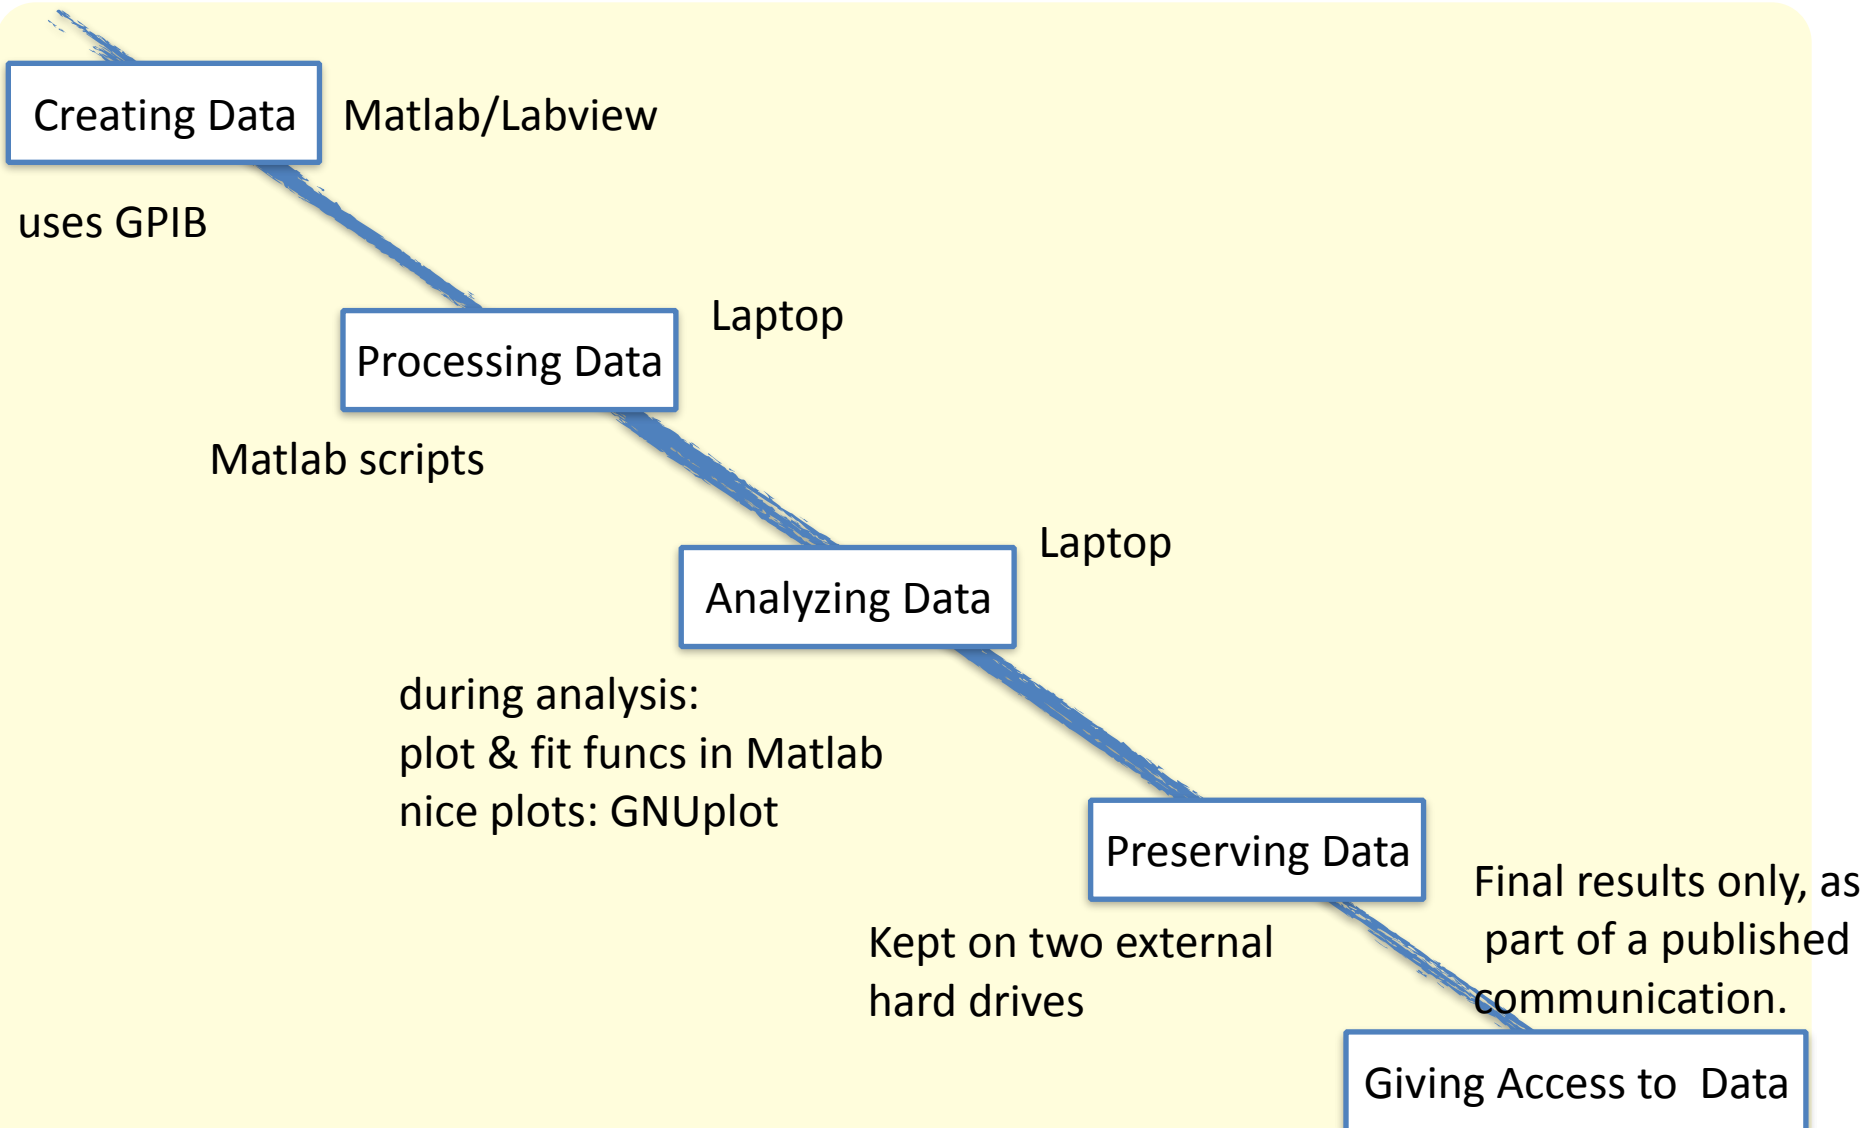 Creating Data
Matlab/Labview
uses GPIB
Laptop
Processing Data
Matlab scripts
Laptop
Analyzing Data
during analysis:
plot & fit funcs in Matlab
nice plots: GNUplot
Preserving Data
Kept on two external
hard drives
Final results only, as
part of a published
communication.
Giving Access to  Data